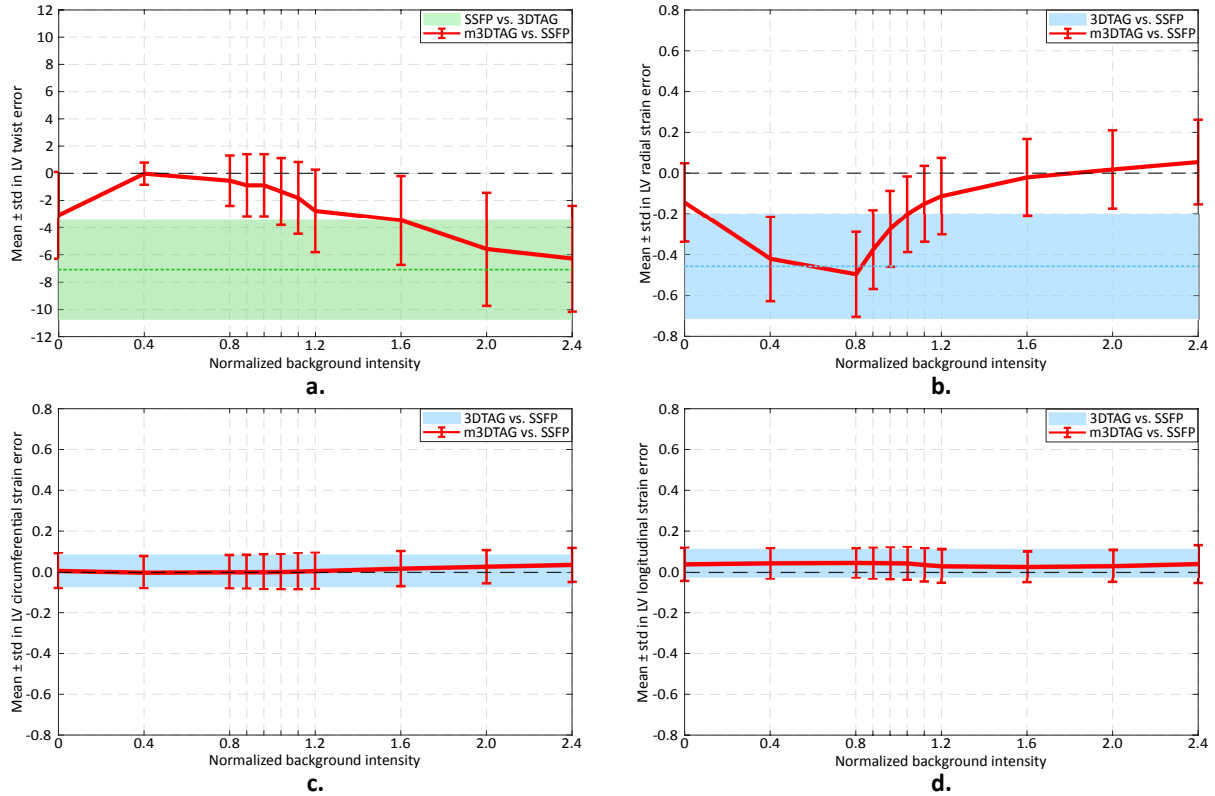 SSFP vs. 3DTAG
m3DTAG vs. SSFP
Mean ± std in LV twist error
12
10
8
6
4
2
0
-2
-4
-6
-8
-10
-12
0 0.4 0.8 1.2 1.6 2.0 2.4
Normalized background intensity
a.
3DTAG vs. SSFP
m3DTAG vs. SSFP
Mean ± std in LV radial strain error
0.8
0.6
0.4
0.2
0.0
-0.2
-0.4
-0.6
-0.8
0 0.4 0.8 1.2 1.6 2.0 2.4
Normalized background intensity
b.
3DTAG vs. SSFP
m3DTAG vs. SSFP
Mean ± std in LV circumferential strain error
0.8
0.6
0.4
0.2
0.0
-0.2
-0.4
-0.6
-0.8
0 0.4 0.8 1.2 1.6 2.0 2.4
Normalized background intensity
c.
3DTAG vs. SSFP
m3DTAG vs. SSFP
Mean ± std in LV longitudinal strain error
0.8
0.6
0.4
0.2
0.0
-0.2
-0.4
-0.6
-0.8
0 0.4 0.8 1.2 1.6 2.0 2.4
Normalized background intensity
d.